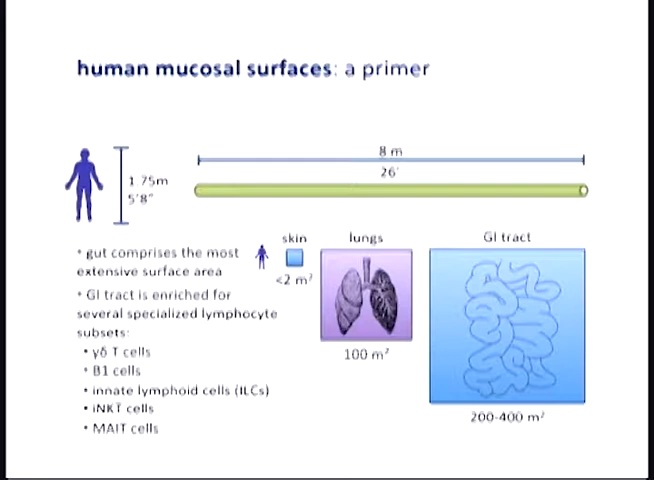 human mucosal surfaces: a primer
8 m
26'
1.75m
5'8"
skin
lungs
GI tract
<2 m²
100 m²
200-400 m²
• gut comprises the most
extensive surface area
• GI tract is enriched for
several specialized lymphocyte
subsets:
• γδ T cells
• B1 cells
• innate lymphoid cells (ILCs)
• iNKT cells
• MAIT cells